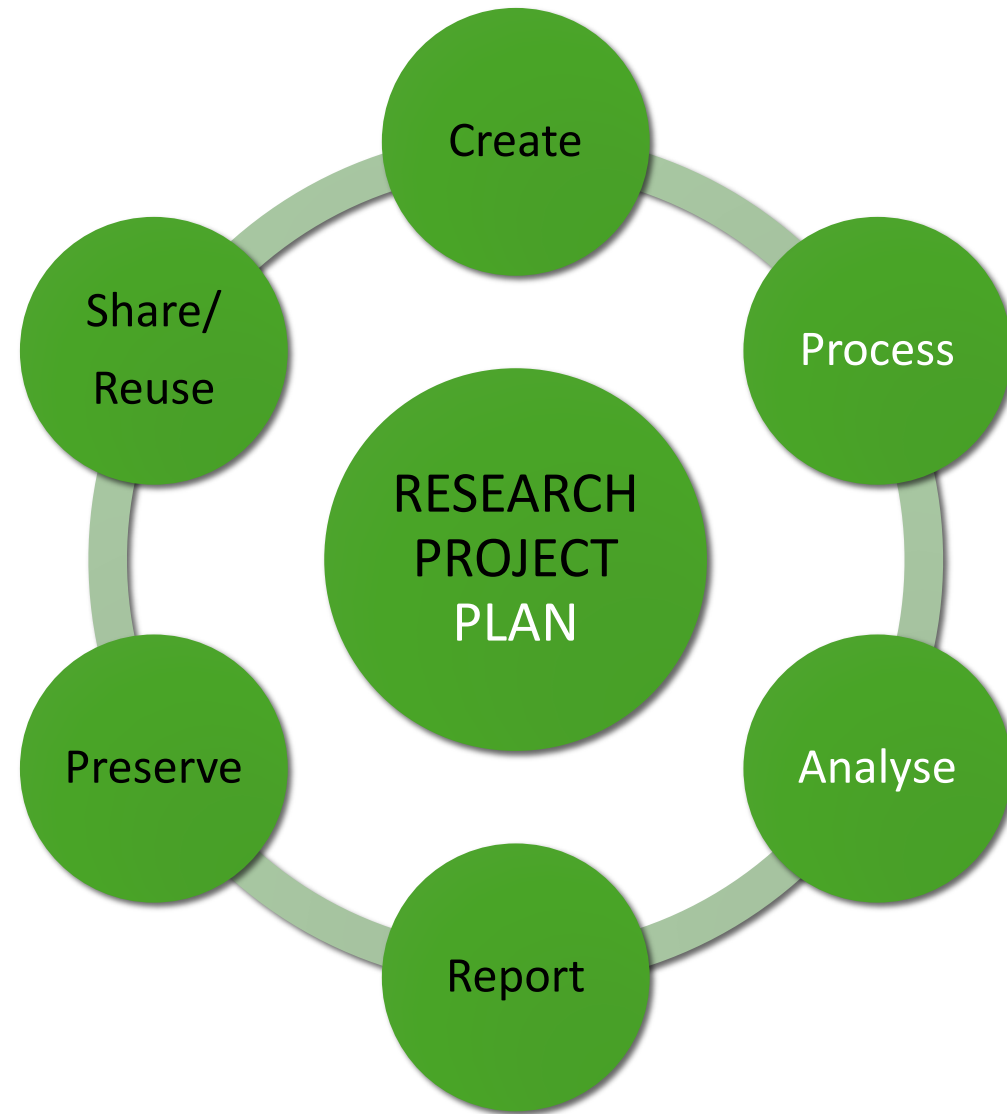 Create
Process
Analyse
Report
Preserve
Share/
Reuse
RESEARCH
PROJECT
PLAN